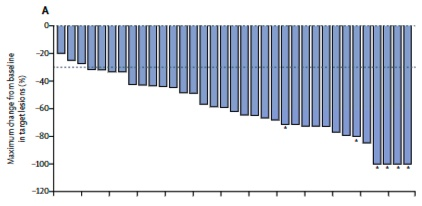 A
Maximum change from baseline
in target lesions (%)
0
-20
-40
-60
-80
-100
-120
*
*
* * * *